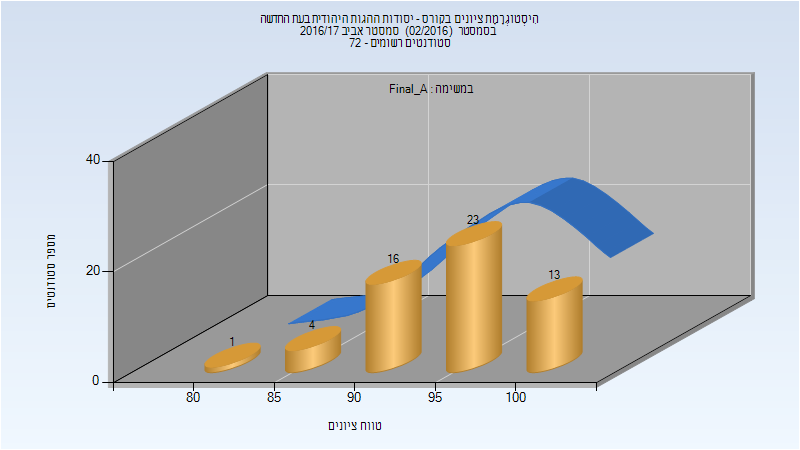 היסטוגרמת ציונים בקורס - יסודות ההגות היהודית בעת החדשה
בסמסטר (02/2016) סמסטר אביב 2016/17
סטודנטים רשומים - 72
במשימה : Final_A
40
20
0
מספר סטודנטים
1
4
16
23
13
80
85
90
95
100
טווח ציונים